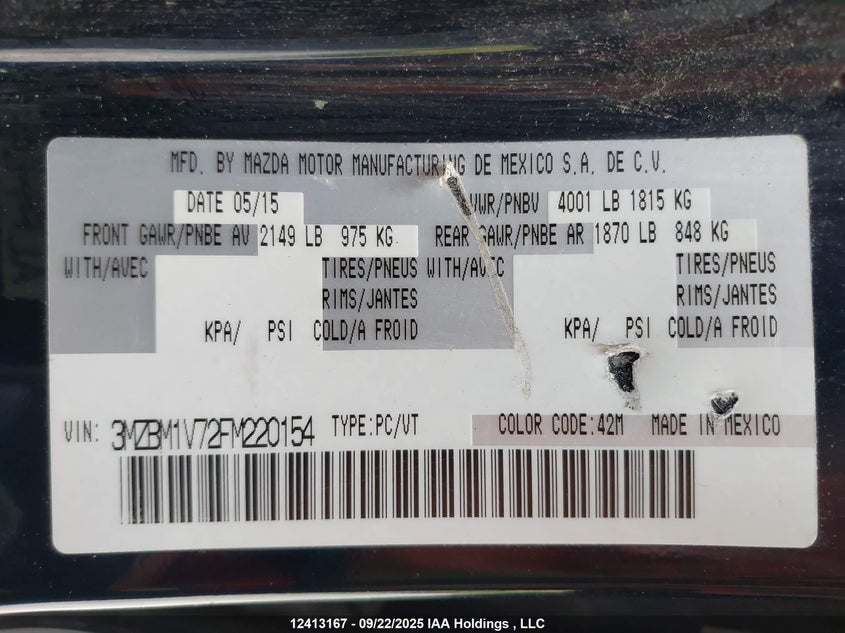 MFD. BY MAZDA MOTOR MANUFACTURING DE MEXICO S.A. DE C.V.
DATE 05/15 VWR/PNBV 4001 LB 1815 KG
FRONT GAWR/PNBE AV 2149 LB 975 KG REAR GAWR/PNBE AR 1870 LB 848 KG
WITH/AVEC TIRES/PNEUS WITH/AVEC TIRES/PNEUS
RIMS/JANTES RIMS/JANTES
KPA/ PSI COLD/A FROID KPA/ PSI COLD/A FROID
VIN: 3MZBM1V72FM220154 TYPE:PC/VT COLOR CODE:42M MADE IN MEXICO
12413167 - 09/22/2025 IAA Holdings , LLC